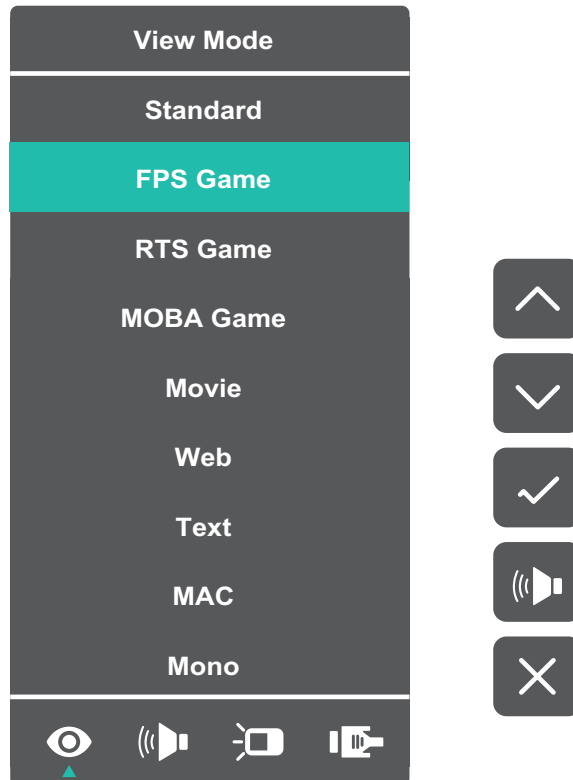 View Mode
Standard
FPS Game
RTS Game
MOBA Game
Movie
Web
Text
MAC
Mono